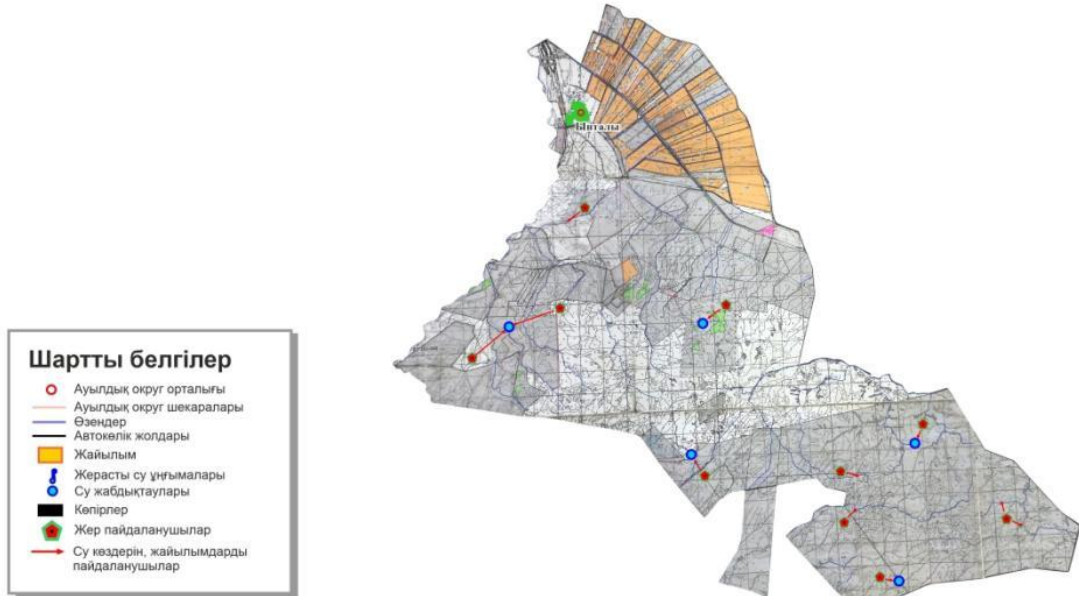 Ынталы
Шартты белгілер
Ауылдық округ орталығы
Ауылдық округ шекаралары
Өзендер
Автокөлік жолдары
Жайылым
Жерасты су ұңғымалары
Су жабдықтаулары
Көпірлер
Жер пайдаланушылар
Су көздерін, жайылымдарды
пайдаланушылар